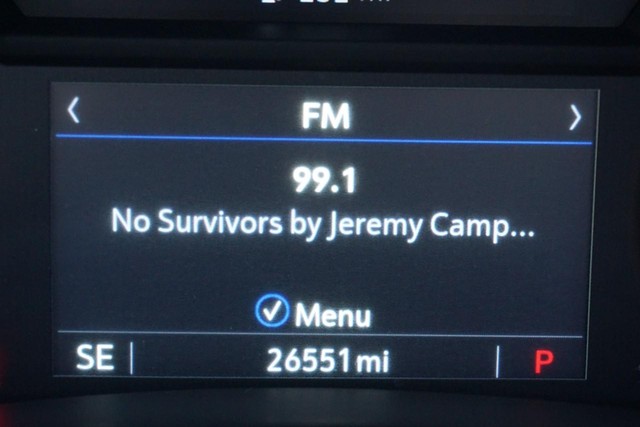 FM
99.1
No Survivors by Jeremy Camp...
Menu
SE 26551 mi P